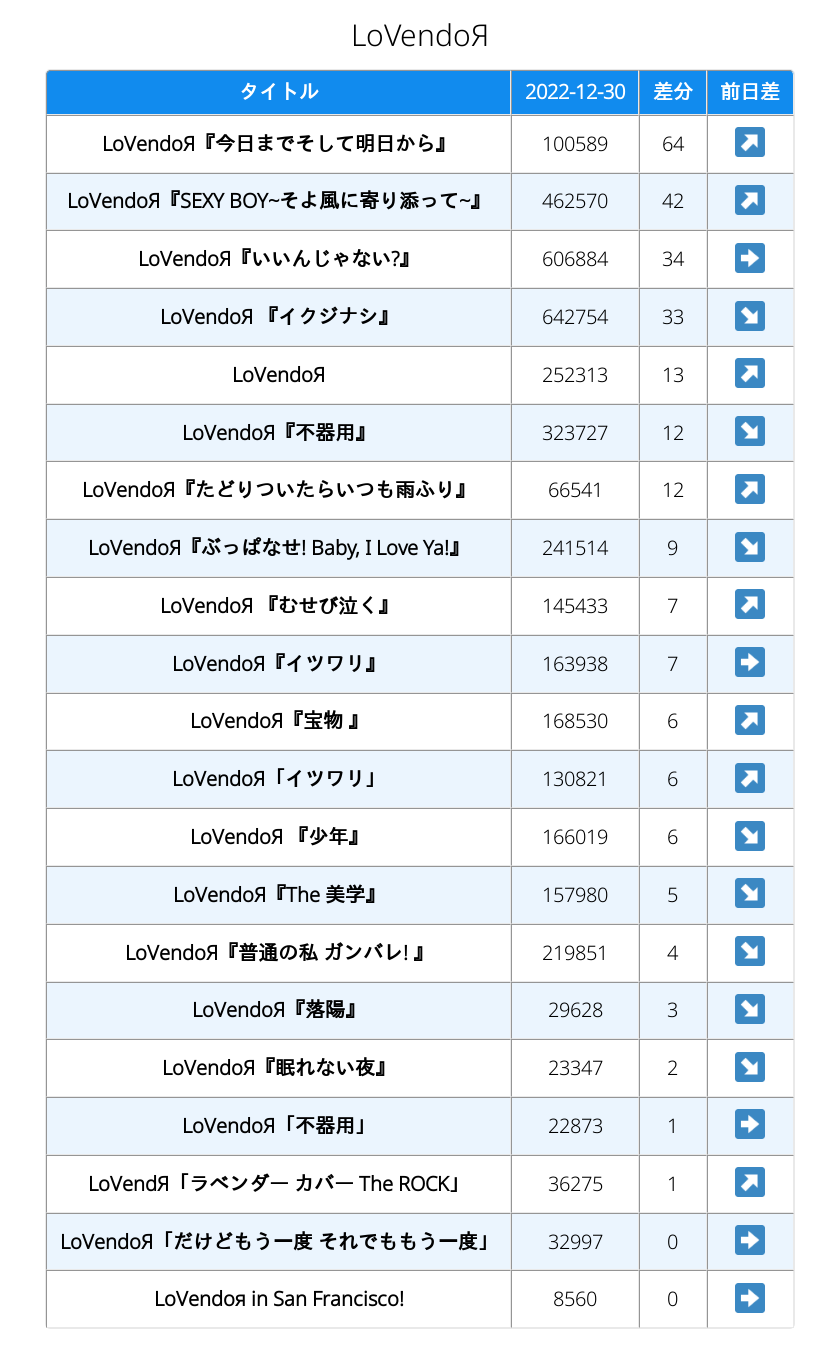 LoVendoЯ
タイトル 2022-12-30 差分 前日差
LoVendoЯ『今日までそして明日から』 100589 64 ↗
LoVendoЯ『SEXY BOY~そよ風に寄り添って~』 462570 42 ↗
LoVendoЯ『いいんじゃない?』 606884 34 ➡
LoVendoЯ 『イクジナシ』 642754 33 ↘
LoVendoЯ 252313 13 ↗
LoVendoЯ『不器用』 323727 12 ↘
LoVendoЯ『たどりついたらいつも雨ふり』 66541 12 ↗
LoVendoЯ『ぶっぱなせ! Baby, I Love Ya!』 241514 9 ↘
LoVendoЯ 『むせび泣く』 145433 7 ↗
LoVendoЯ『イツワリ』 163938 7 ➡
LoVendoЯ『宝物 』 168530 6 ↗
LoVendoЯ「イツワリ」 130821 6 ↗
LoVendoЯ 『少年』 166019 6 ↘
LoVendoЯ『The 美学』 157980 5 ↘
LoVendoЯ『普通の私 ガンバレ! 』 219851 4 ↘
LoVendoЯ『落陽』 29628 3 ↘
LoVendoЯ『眠れない夜』 23347 2 ↘
LoVendoЯ「不器用」 22873 1 ➡
LoVendЯ「ラベンダー カバー The ROCK」 36275 1 ↗
LoVendoЯ「だけどもう一度 それでももう一度」 32997 0 ➡
LoVendoя in San Francisco! 8560 0 ➡